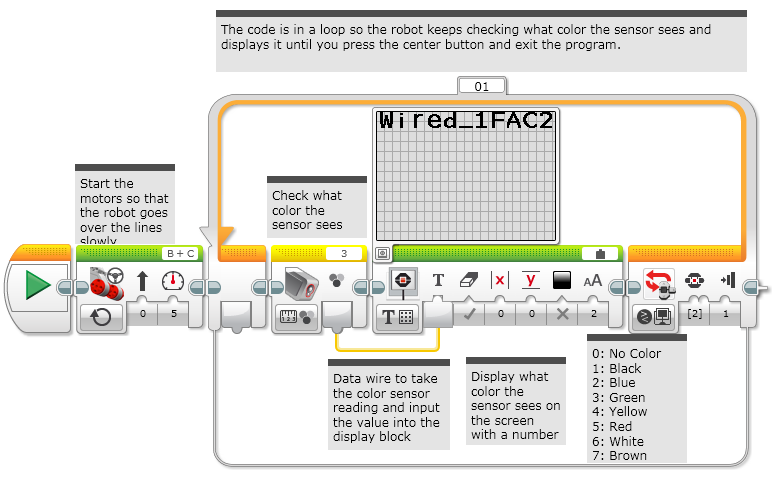 The code is in a loop so the robot keeps checking what color the sensor sees and
displays it until you press the center button and exit the program.
01
Wired_1FAC2
Start the
motors so that
the robot goes
over the lines
slowly
Check what
color the
sensor sees
B + C
3
T
x
y
AA
0
5
123
T
0
0
2
[2]
1
Data wire to take
the color sensor
reading and input
the value into the
display block
Display what
color the
sensor sees on
the screen
with a number
0: No Color
1: Black
2: Blue
3: Green
4: Yellow
5: Red
6: White
7: Brown